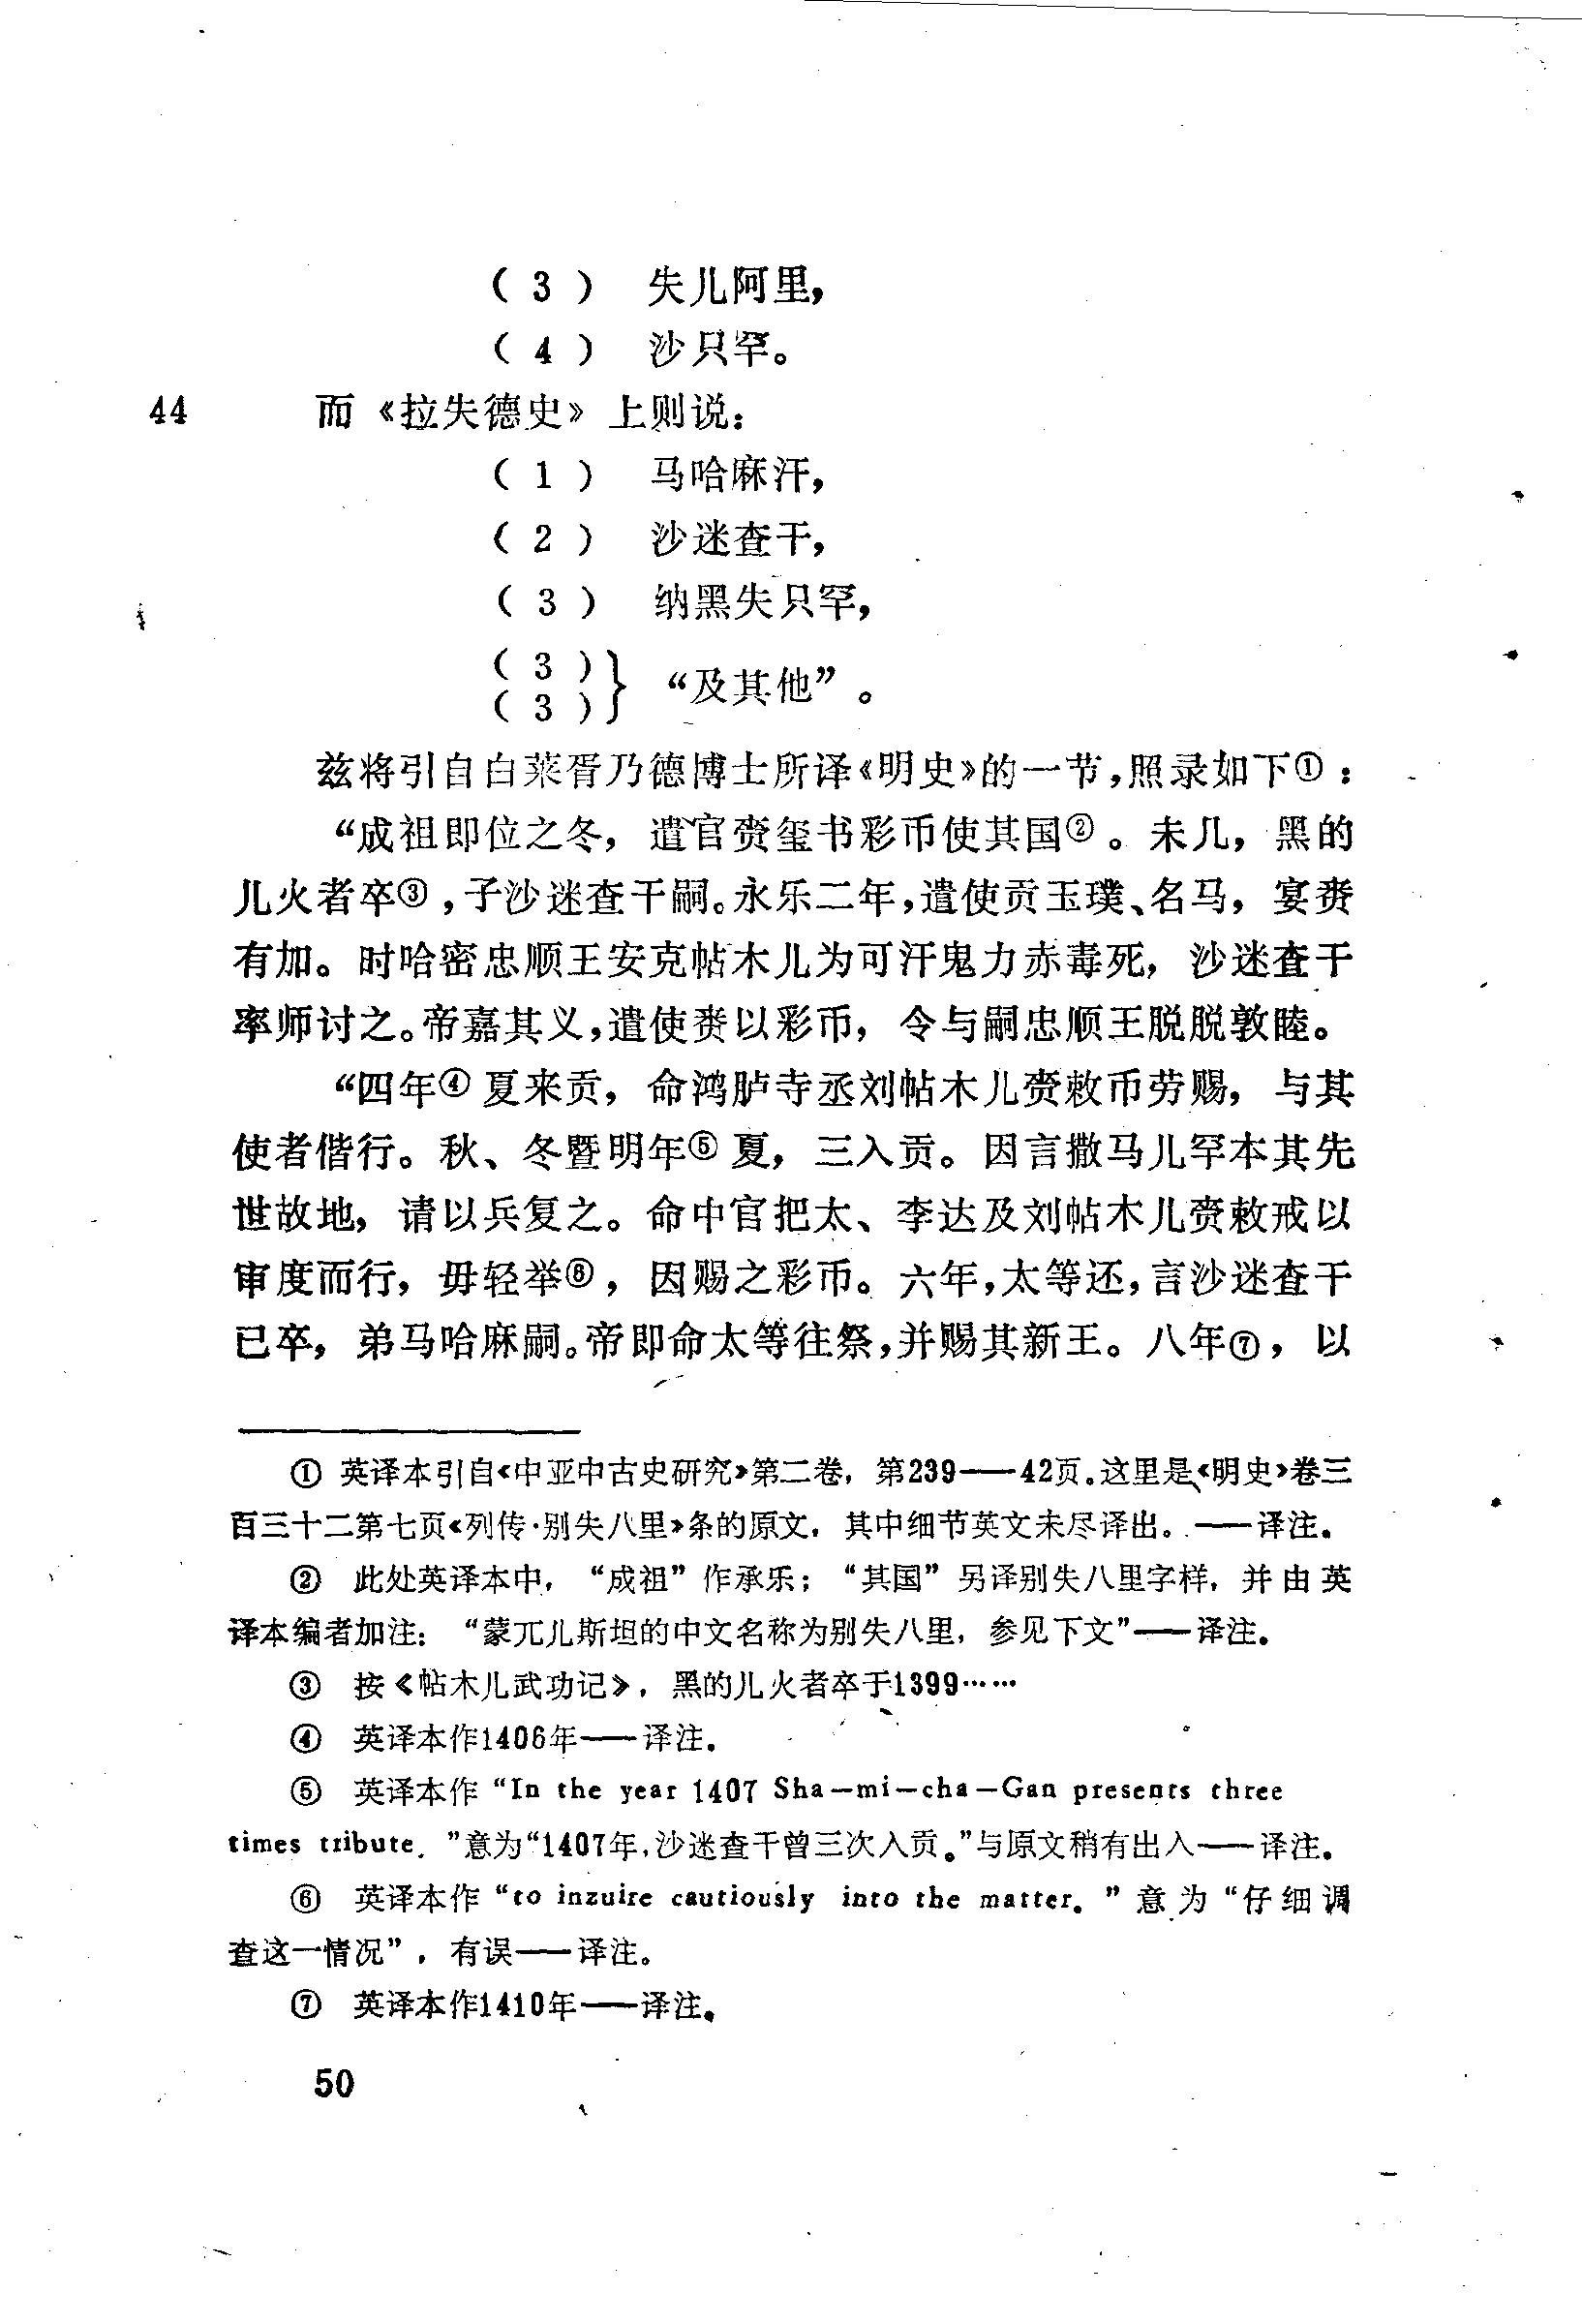 （3） 失儿阿里，
（4） 沙只罕。
44 而《拉失德史》上则说：
（1） 马哈麻汗，
（2） 沙迷查干，
（3） 纳黑失只罕，
（3）
（3）} “及其他”。
兹将引自白莱胥乃德博士所译《明史》的一节，照录如下①：
“成祖即位之冬，遣官赍玺书彩币使其国②。未几，黑的
儿火者卒③，子沙迷查干嗣。永乐二年，遣使贡玉璞、名马，宴赉
有加。时哈密忠顺王安克帖木儿为可汗鬼力赤毒死，沙迷查干
率师讨之。帝嘉其义，遣使赉以彩币，令与嗣忠顺王脱脱敦睦。
“四年④夏来贡，命鸿胪寺丞刘帖木儿赍敕币劳赐，与其
使者偕行。秋、冬暨明年⑤夏，三入贡。因言撒马儿罕本其先
世故地，请以兵复之。命中官把太、李达及刘帖木儿赍敕戒以
审度而行，毋轻举⑥，因赐之彩币。六年，太等还，言沙迷查干
已卒，弟马哈麻嗣。帝即命太等往祭，并赐其新王。八年⑦，以
① 英译本引自《中亚中古史研究》第二卷，第239——42页。这里是《明史》卷三
百三十二第七页《列传·别失八里》条的原文，其中细节英文未尽译出。——译注。
② 此处英译本中，“成祖”作承乐；“其国”另译别失八里字样，并由英
译本编者加注：“蒙兀儿斯坦的中文名称为别失八里，参见下文”——译注。
③ 按《帖木儿武功记》，黑的儿火者卒于1399……
④ 英译本作1406年——译注。
⑤ 英译本作“In the year 1407 Sha—mi—cha—Gan presents three
times tribute.”意为“1407年，沙迷查干曾三次入贡。”与原文稍有出入——译注。
⑥ 英译本作“to inzuire cautiously into the matter.”意为“仔细调
查这一情况”，有误——译注。
⑦ 英译本作1410年——译注。
50